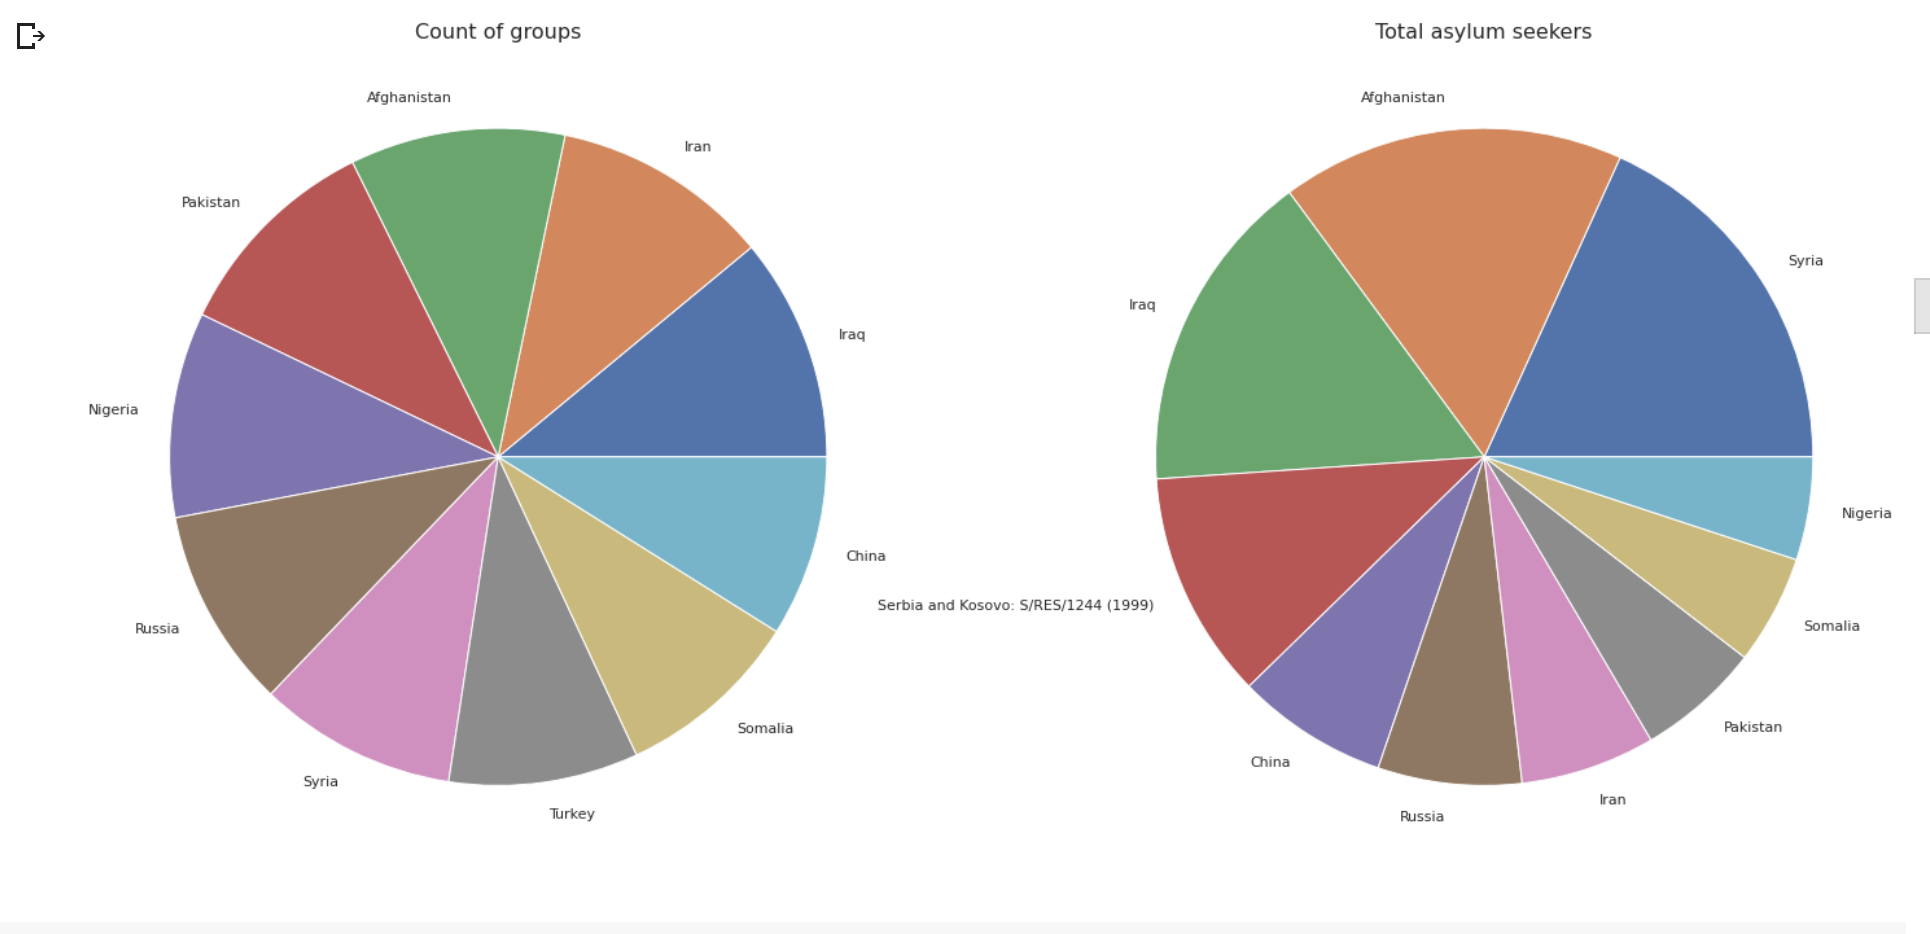 Count of groups
Afghanistan
Iran
Pakistan
Iraq
Nigeria
China
Russia
Somalia
Syria
Turkey
Total asylum seekers
Afghanistan
Syria
Iraq
Nigeria
Serbia and Kosovo: S/RES/1244 (1999)
Somalia
Pakistan
China
Iran
Russia